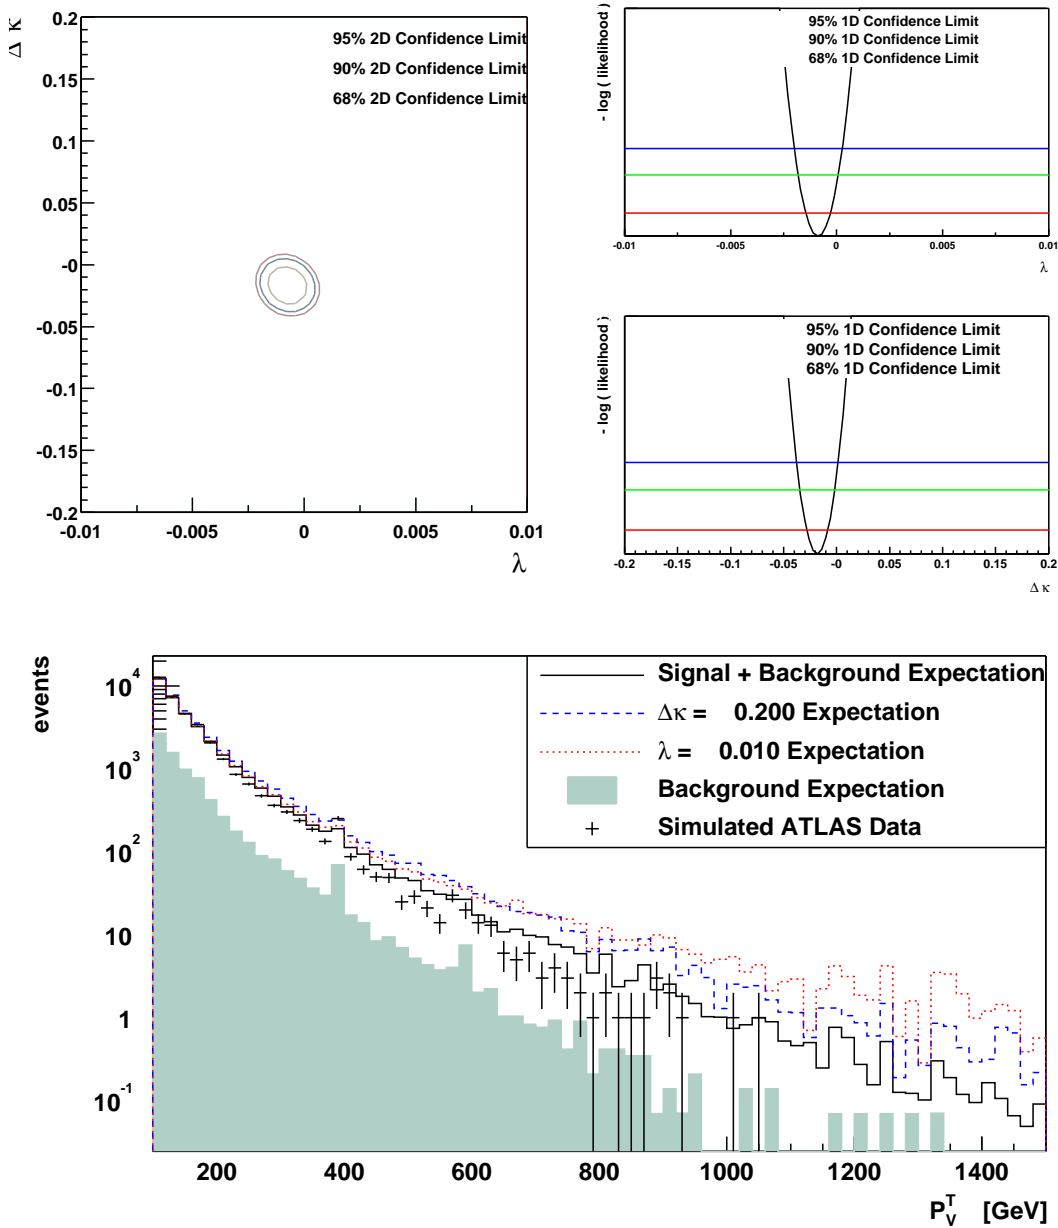 Δ κ
0.2
0.15
0.1
0.05
-0
-0.05
-0.1
-0.15
-0.2
-0.01
-0.005
0
0.005
0.01
λ
95% 2D Confidence Limit
90% 2D Confidence Limit
68% 2D Confidence Limit
- log ( likelihood )
95% 1D Confidence Limit
90% 1D Confidence Limit
68% 1D Confidence Limit
-0.01
-0.005
0
0.005
0.01
λ
- log ( likelihood )
95% 1D Confidence Limit
90% 1D Confidence Limit
68% 1D Confidence Limit
-0.2
-0.15
-0.1
-0.05
-0
0.05
0.1
0.15
0.2
Δ κ
events
10^4
10^3
10^2
10
1
10^-1
Signal + Background Expectation
Δκ = 0.200 Expectation
λ = 0.010 Expectation
Background Expectation
Simulated ATLAS Data
200
400
600
800
1000
1200
1400
P_V^T [GeV]